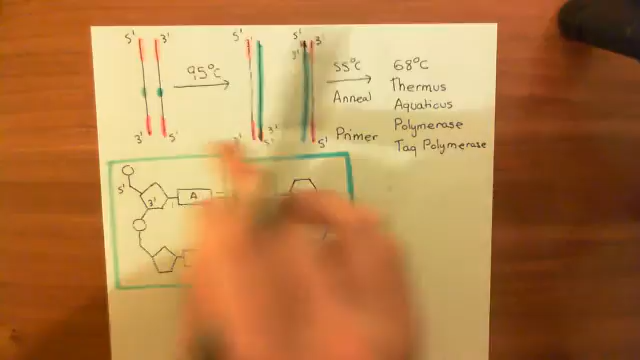 5' 3'
95°C
3' 5'
5'
3'
5'
5' 3'
3'
5'
55°C
Anneal
Primer
68°C
Thermus
Aquatious
Polymerase
Taq Polymerase
5'
3'
A